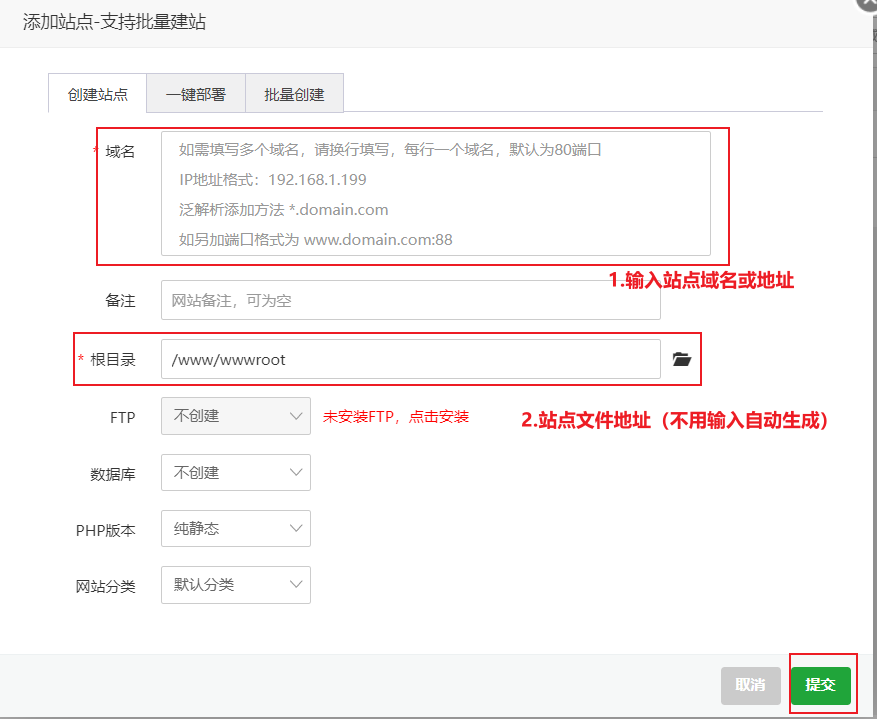 添加站点-支持批量建站
创建站点 一键部署 批量创建
* 域名
如需填写多个域名，请换行填写，每行一个域名，默认为80端口
IP地址格式：192.168.1.199
泛解析添加方法 *.domain.com
如另加端口格式为 www.domain.com:88
1.输入站点域名或地址
备注 网站备注，可为空
* 根目录 /www/wwwroot
FTP 不创建 未安装FTP，点击安装
2.站点文件地址（不用输入自动生成）
数据库 不创建
PHP版本 纯静态
网站分类 默认分类
取消 提交